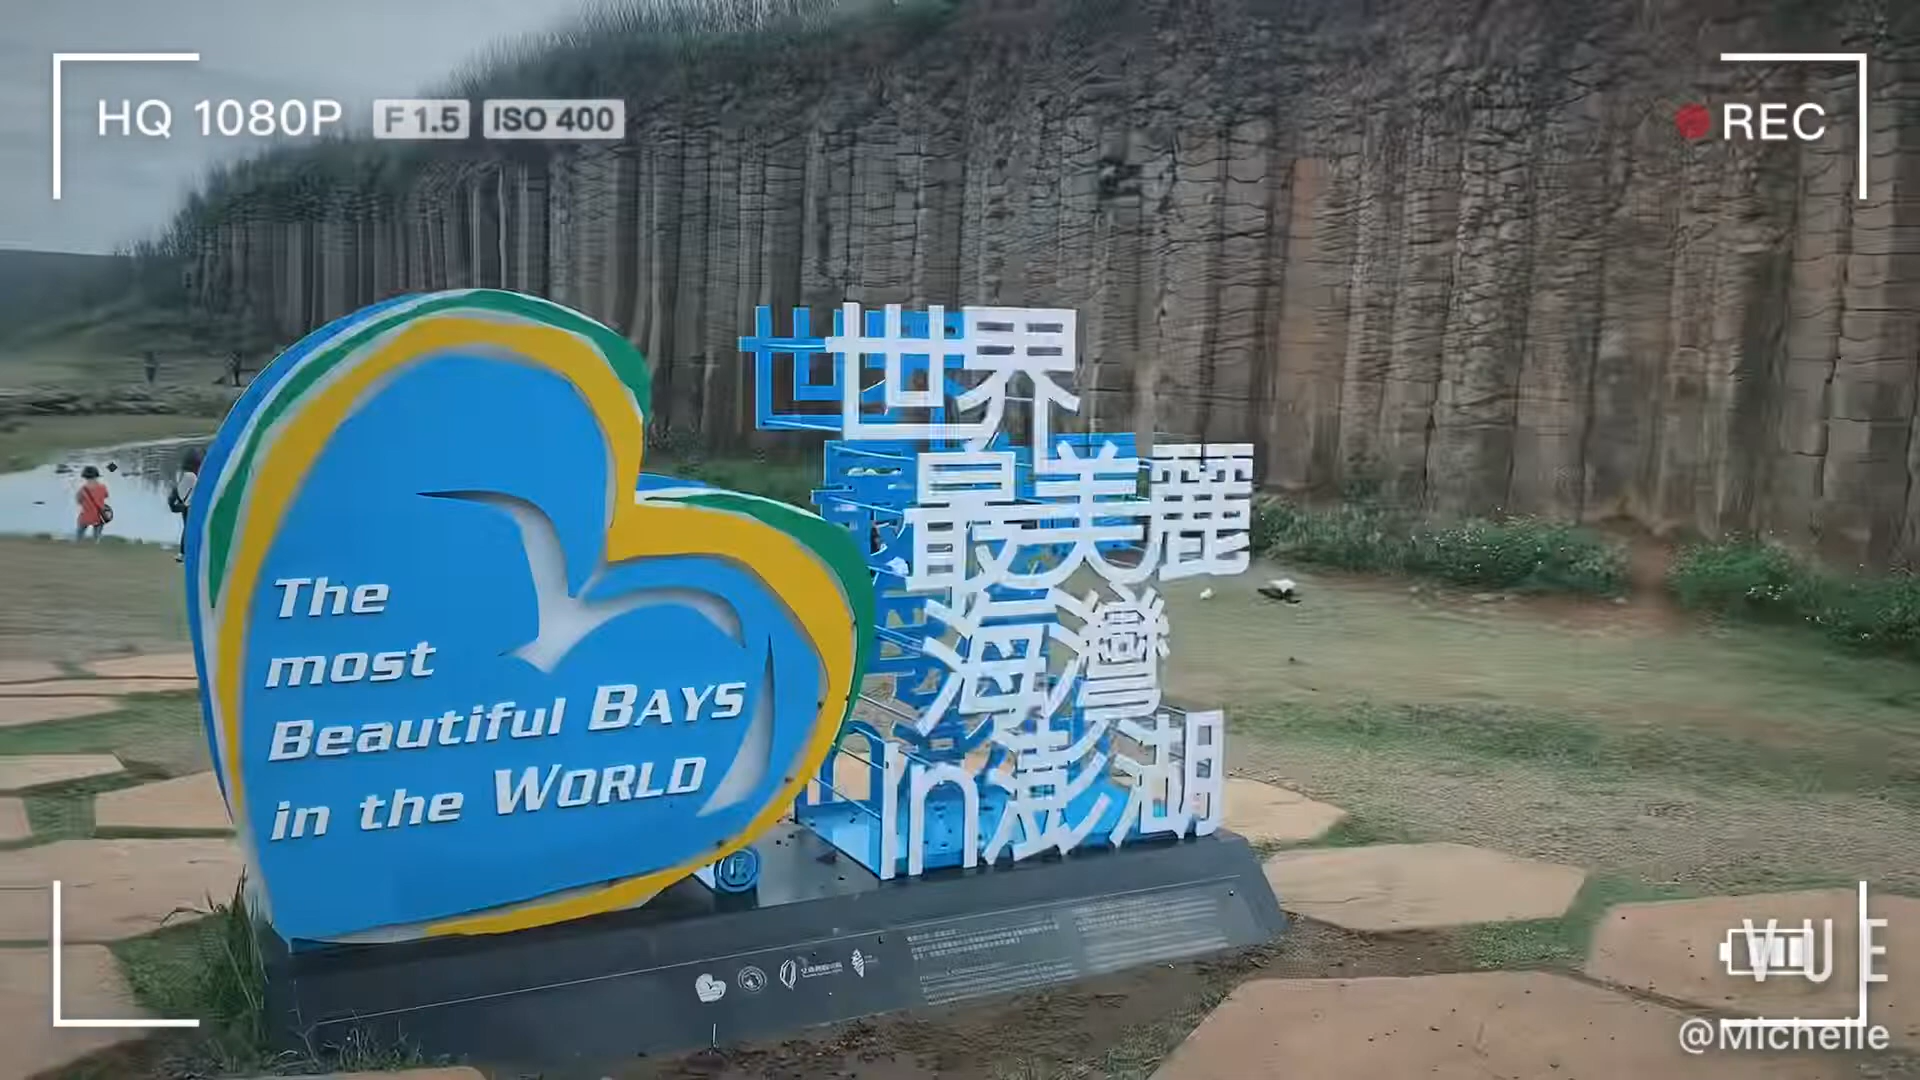 HQ 1080P F 1.5 ISO 400
REC
世界
最美麗
海灣
in澎湖
The
most
Beautiful BAYS
in the WORLD
VUE
@Michelle